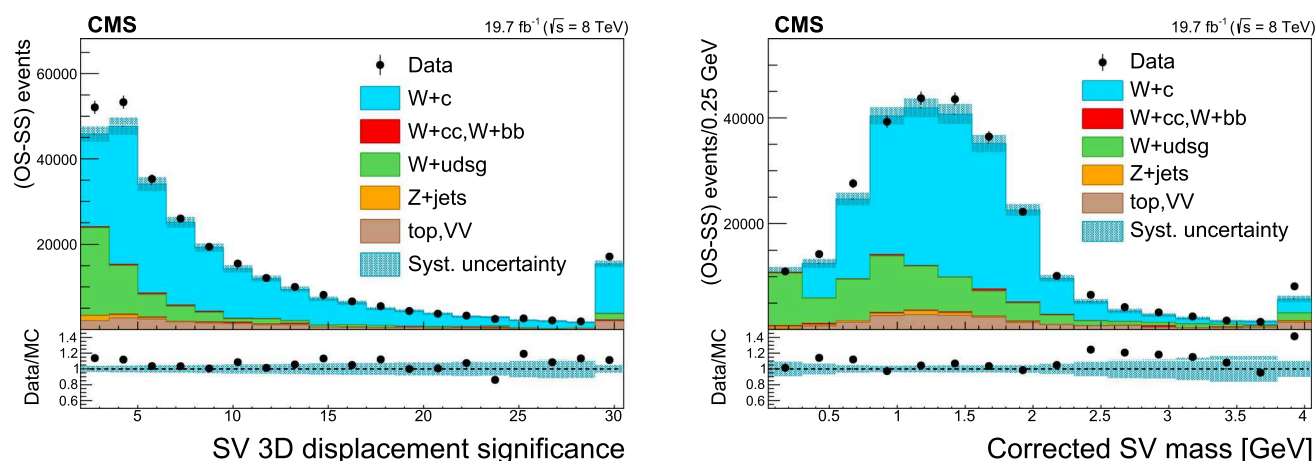 CMS
19.7 fb⁻¹ (√s = 8 TeV)
(OS-SS) events
60000
40000
20000
Data
W+c
W+cc,W+bb
W+udsg
Z+jets
top,VV
Syst. uncertainty
Data/MC
1.4
1.2
1
0.8
0.6
5
10
15
20
25
30
SV 3D displacement significance
CMS
19.7 fb⁻¹ (√s = 8 TeV)
(OS-SS) events/0.25 GeV
40000
20000
Data
W+c
W+cc,W+bb
W+udsg
Z+jets
top,VV
Syst. uncertainty
Data/MC
1.4
1.2
1
0.8
0.6
0.5
1
1.5
2
2.5
3
3.5
4
Corrected SV mass [GeV]